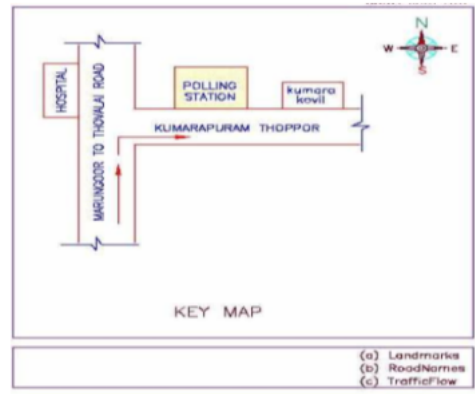 N
W E
S
HOSPITAL
MARUNGOOR TO THOVALAI ROAD
POLLING
STATION
kumara
kovil
KUMARAPURAM THOPPOR
KEY MAP
(a) Landmarks
(b) RoadNames
(c) TrafficFlow